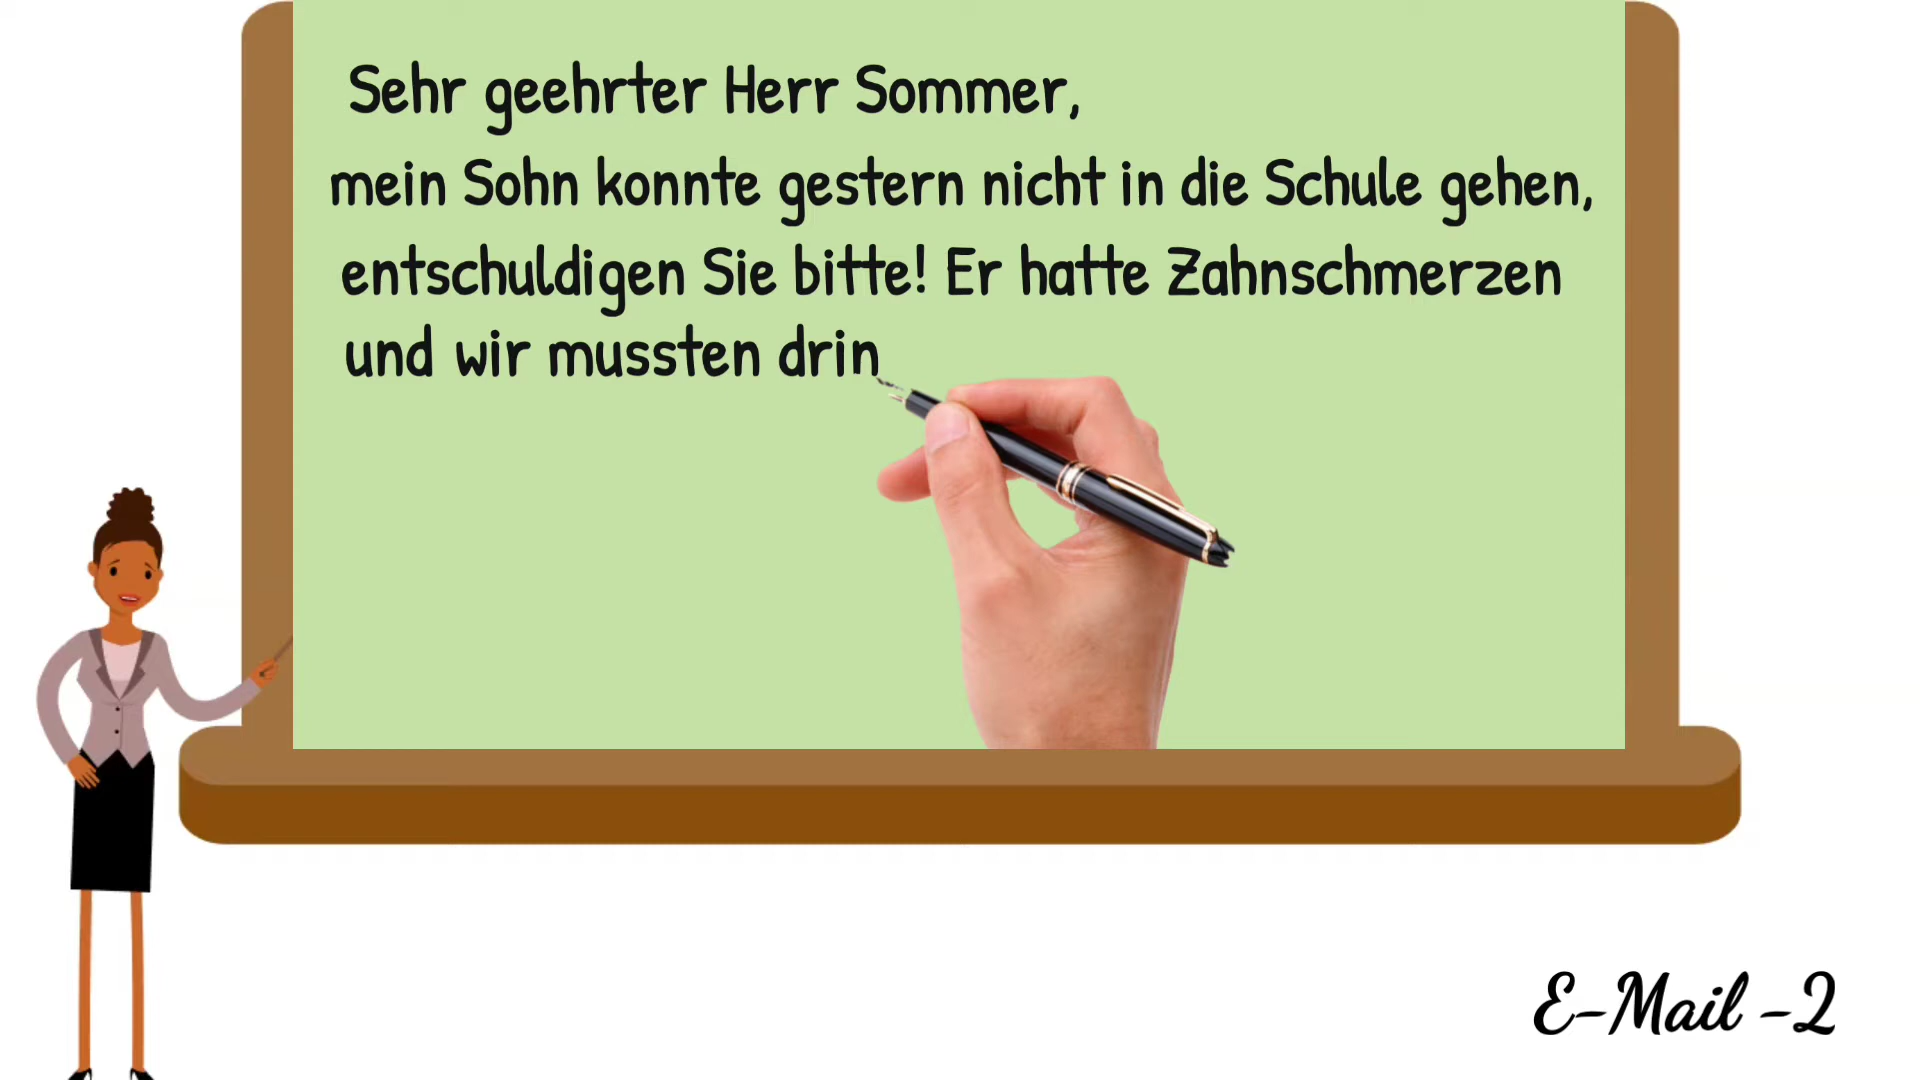 Sehr geehrter Herr Sommer,
mein Sohn konnte gestern nicht in die Schule gehen,
entschuldigen Sie bitte! Er hatte Zahnschmerzen
und wir mussten drin
E-Mail -2